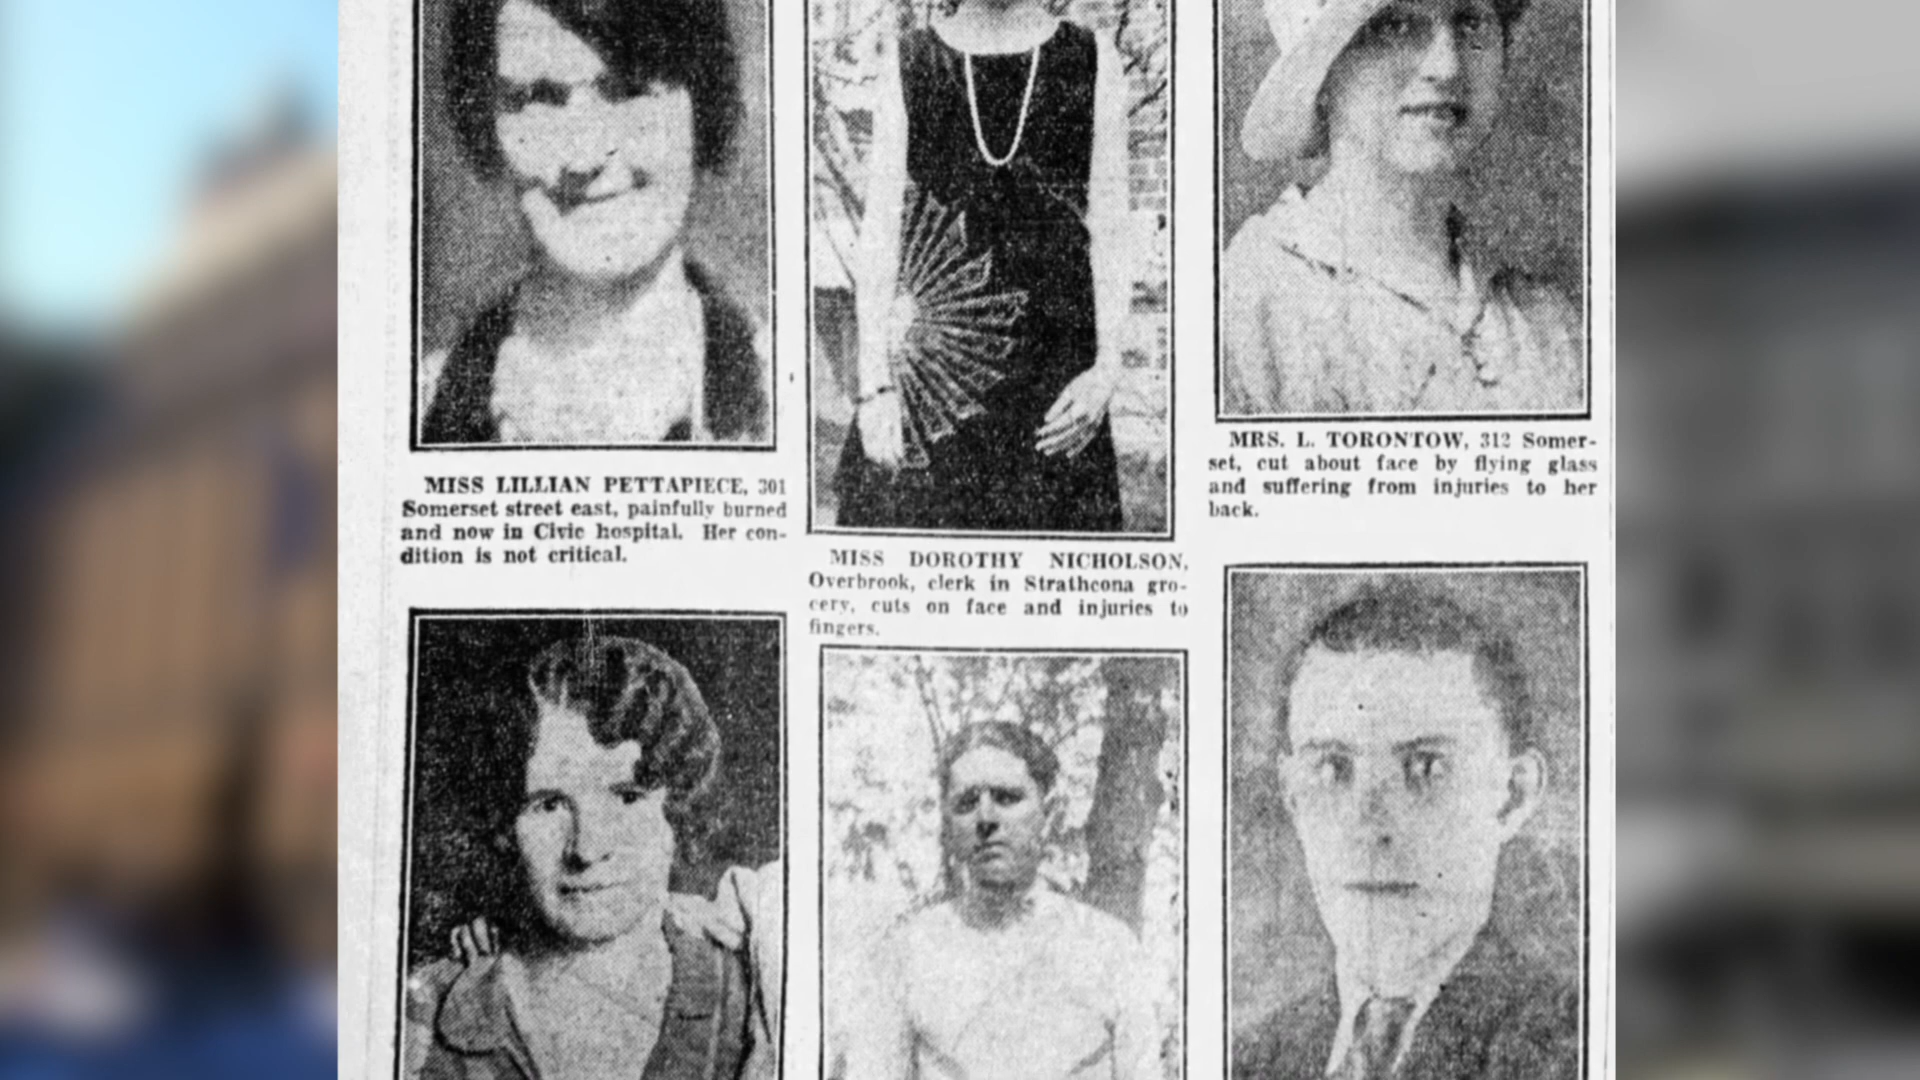 MISS LILLIAN PETTAPIECE, 301
Somerset street east, painfully burned
and now in Civic hospital. Her con-
dition is not critical.
MISS DOROTHY NICHOLSON,
Overbrook, clerk in Strathcona gro-
cery, cuts on face and injuries to
fingers.
MRS. L. TORONTOW, 312 Somer-
set, cut about face by flying glass
and suffering from injuries to her
back.